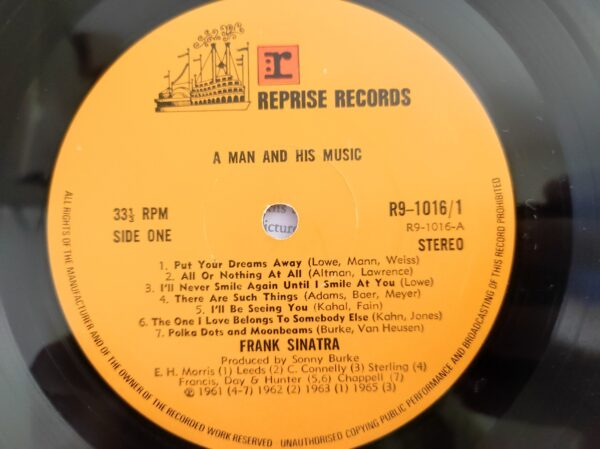 r
REPRISE RECORDS
A MAN AND HIS MUSIC
33⅓ RPM
SIDE ONE
R9-1016/1
R9-1016-A
STEREO
icture
1. Put Your Dreams Away (Lowe, Mann, Weiss)
2. All Or Nothing At All (Altman, Lawrence)
3. I'll Never Smile Again Until I Smile At You (Lowe)
4. There Are Such Things (Adams, Baer, Meyer)
5. I'll Be Seeing You (Kahal, Fain)
6. The One I Love Belongs To Somebody Else (Kahn, Jones)
7. Polka Dots and Moonbeams (Burke, Van Heusen)
FRANK SINATRA
Produced by Sonny Burke
E. H. Morris (1) Leeds (2) C. Connelly (3) Sterling (4)
Francis, Day & Hunter (5,6) Chappell (7)
℗ 1961 (4-7) 1962 (2) 1963 (1) 1965 (3)
ALL RIGHTS OF THE MANUFACTURER AND OF THE OWNER OF THE RECORDED WORK RESERVED UNAUTHORISED COPYING PUBLIC PERFORMANCE AND BROADCASTING OF THIS RECORD PROHIBITED